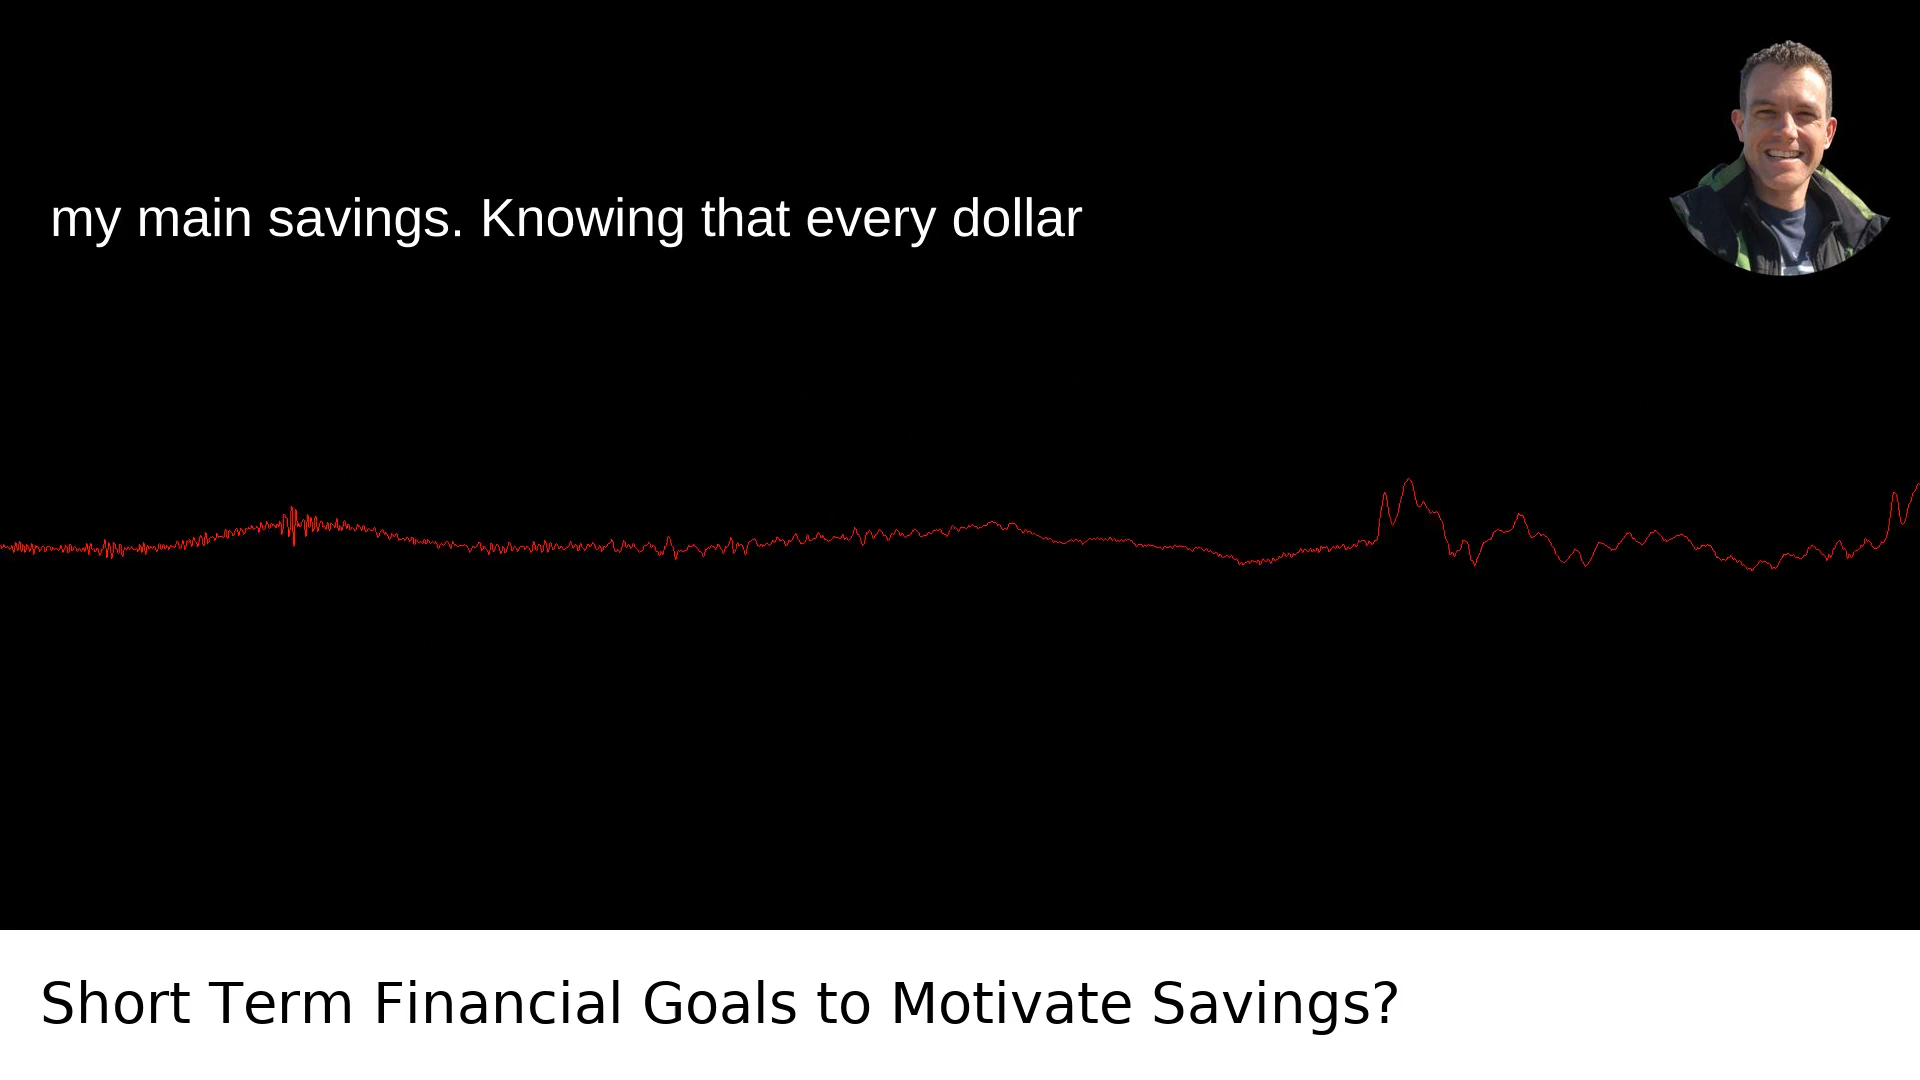 my main savings. Knowing that every dollar
Short Term Financial Goals to Motivate Savings?